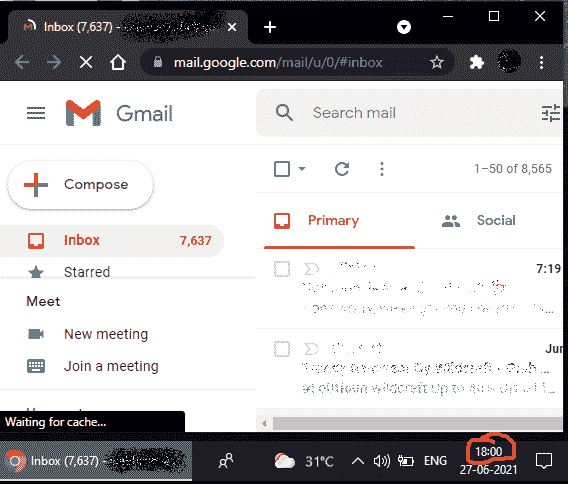 Inbox (7,637) -
mail.google.com/mail/u/0/#inbox
Gmail
Search mail
Compose
1–50 of 8,565
Primary
Social
Inbox 7,637
Starred
7:19
Meet
New meeting
Join a meeting
Jun
Waiting for cache...
Inbox (7,637) -
31°C
ENG
18:00
27-06-2021